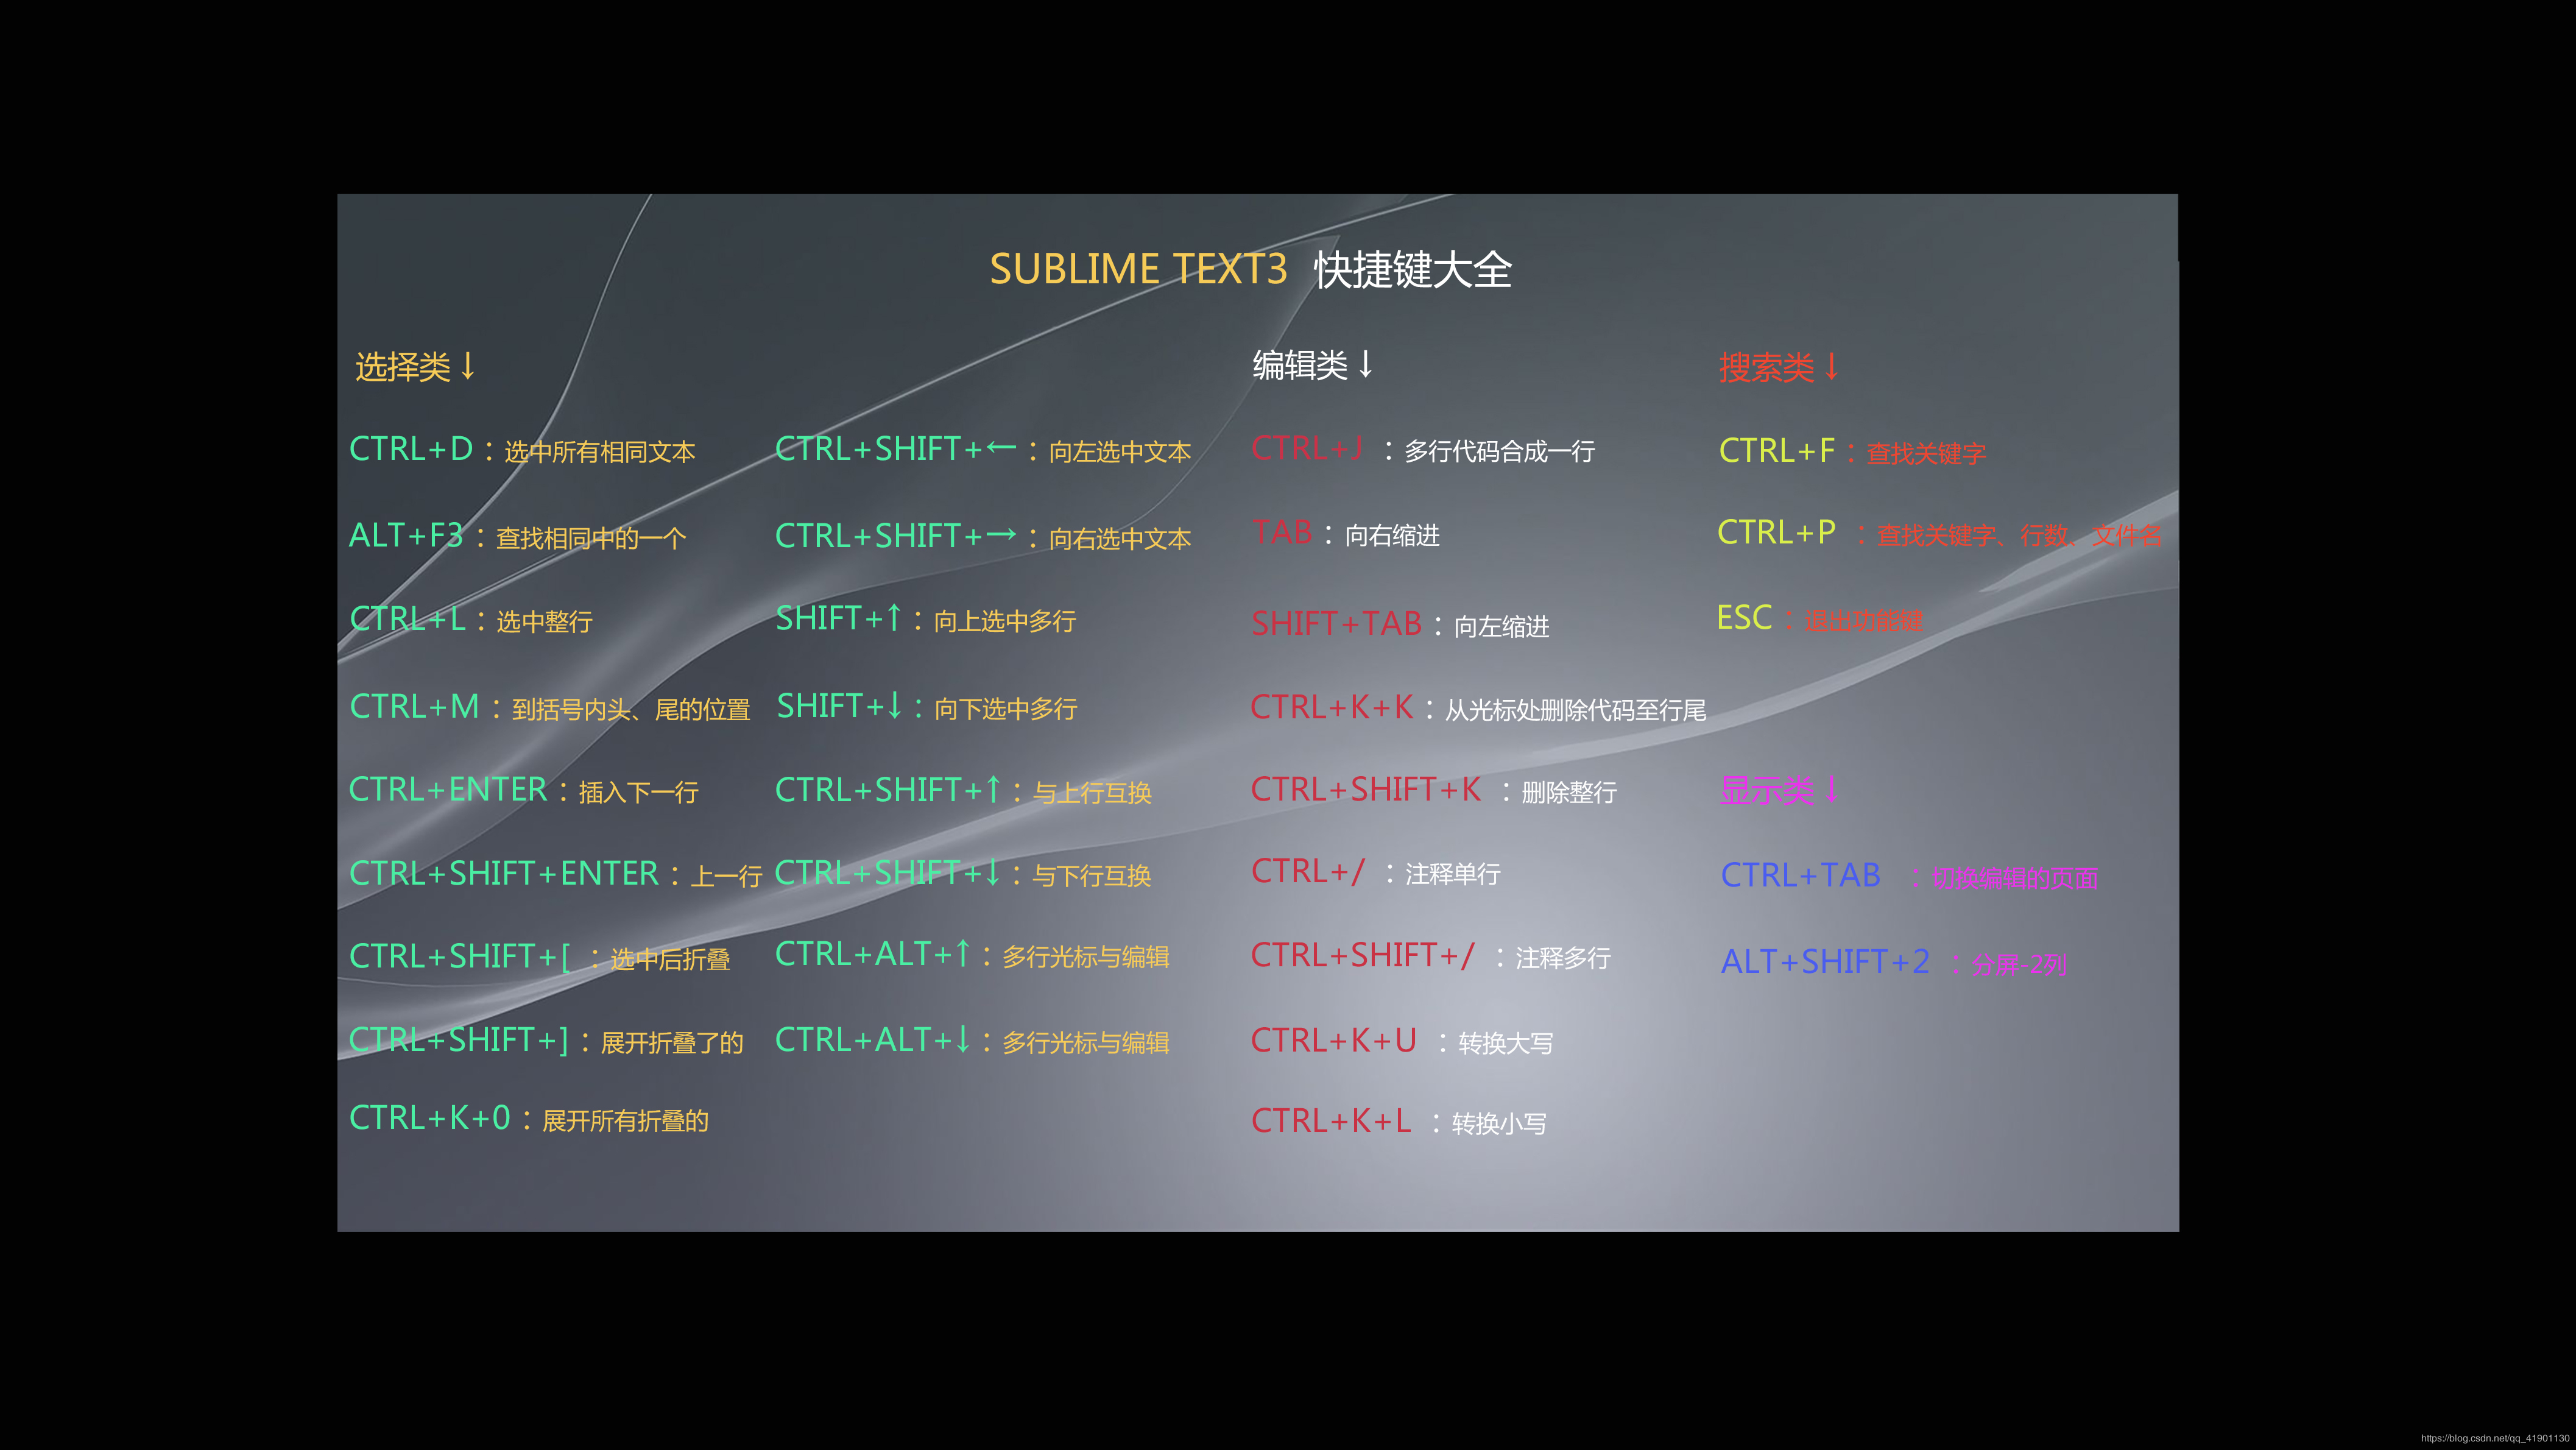 SUBLIME TEXT3 快捷键大全
选择类↓
CTRL+D：选中所有相同文本
ALT+F3：查找相同中的一个
CTRL+L：选中整行
CTRL+M：到括号内头、尾的位置
CTRL+ENTER：插入下一行
CTRL+SHIFT+ENTER：上一行
CTRL+SHIFT+[ ：选中后折叠
CTRL+SHIFT+]：展开折叠了的
CTRL+K+0：展开所有折叠的
CTRL+SHIFT+←：向左选中文本
CTRL+SHIFT+→：向右选中文本
SHIFT+↑：向上选中多行
SHIFT+↓：向下选中多行
CTRL+SHIFT+↑：与上行互换
CTRL+SHIFT+↓：与下行互换
CTRL+ALT+↑：多行光标与编辑
CTRL+ALT+↓：多行光标与编辑
编辑类↓
CTRL+J ：多行代码合成一行
TAB：向右缩进
SHIFT+TAB：向左缩进
CTRL+K+K：从光标处删除代码至行尾
CTRL+SHIFT+K ：删除整行
CTRL+/ ：注释单行
CTRL+SHIFT+/ ：注释多行
CTRL+K+U ：转换大写
CTRL+K+L ：转换小写
搜索类↓
CTRL+F：查找关键字
CTRL+P ：查找关键字、行数、文件名
ESC：退出功能键
显示类↓
CTRL+TAB ：切换编辑的页面
ALT+SHIFT+2 ：分屏-2列
https://blog.csdn.net/qq_41901130